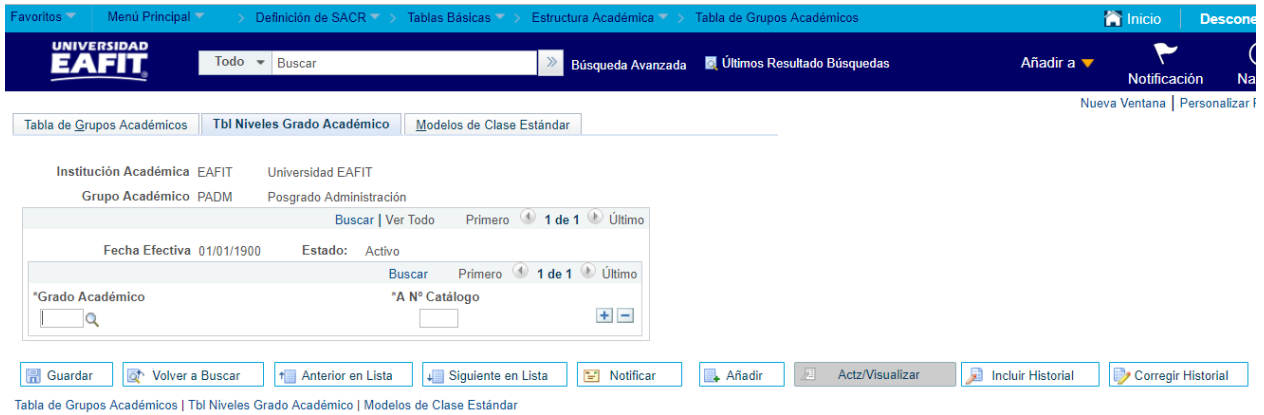 Favoritos Menú Principal > Definición de SACR > Tablas Básicas > Estructura Académica > Tabla de Grupos Académicos Inicio Descone
UNIVERSIDAD EAFIT Todo Buscar » Búsqueda Avanzada Últimos Resultado Búsquedas Añadir a Notificación Na
Nueva Ventana | Personalizar P
Tabla de Grupos Académicos Tbl Niveles Grado Académico Modelos de Clase Estándar
Institución Académica EAFIT Universidad EAFIT
Grupo Académico PADM Posgrado Administración
Buscar | Ver Todo Primero 1 de 1 Último
Fecha Efectiva 01/01/1900 Estado: Activo
Buscar Primero 1 de 1 Último
*Grado Académico *A Nº Catálogo
Guardar Volver a Buscar Anterior en Lista Siguiente en Lista Notificar Añadir Actz/Visualizar Incluir Historial Corregir Historial
Tabla de Grupos Académicos | Tbl Niveles Grado Académico | Modelos de Clase Estándar